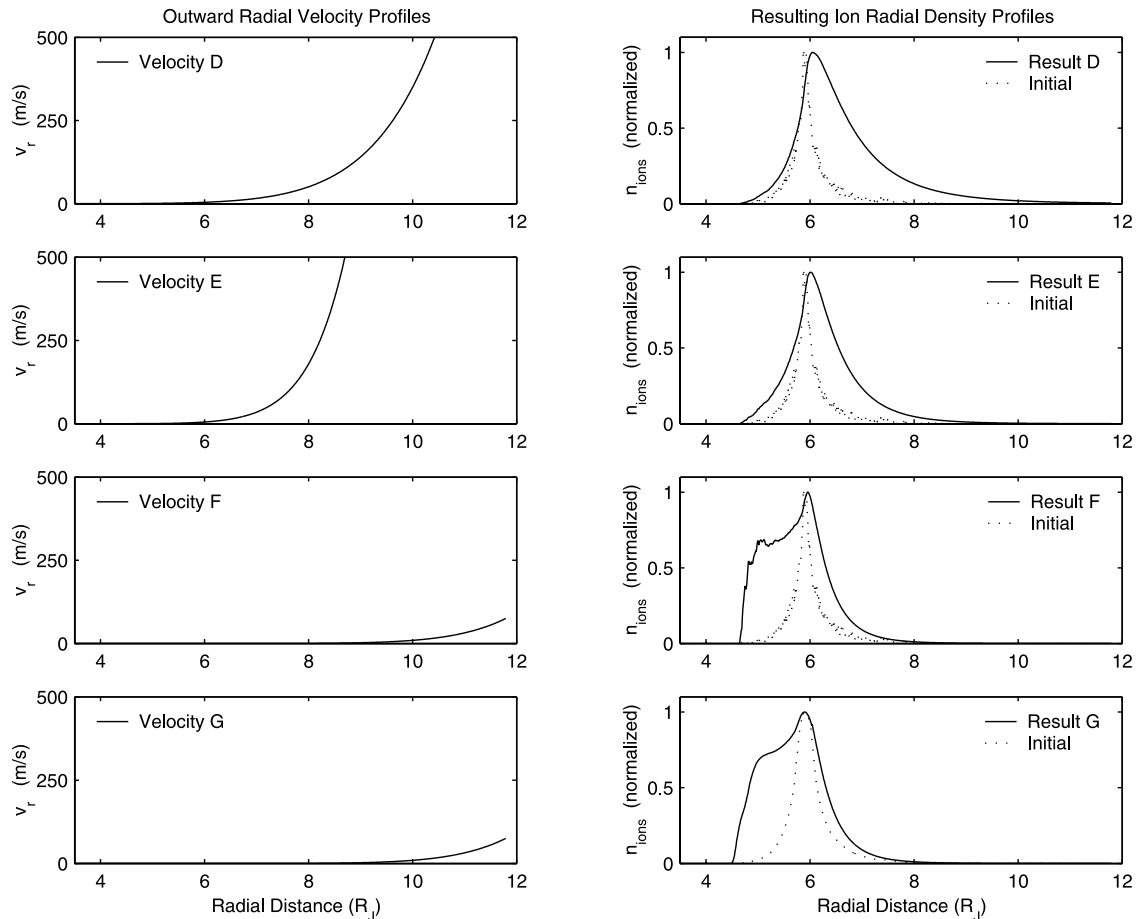 Outward Radial Velocity Profiles
Resulting Ion Radial Density Profiles
500
250
0
v_r (m/s)
Velocity D
4 6 8 10 12
1
0.5
0
n_ions (normalized)
Result D
Initial
4 6 8 10 12
500
250
0
v_r (m/s)
Velocity E
4 6 8 10 12
1
0.5
0
n_ions (normalized)
Result E
Initial
4 6 8 10 12
500
250
0
v_r (m/s)
Velocity F
4 6 8 10 12
1
0.5
0
n_ions (normalized)
Result F
Initial
4 6 8 10 12
500
250
0
v_r (m/s)
Velocity G
4 6 8 10 12
Radial Distance (R_J)
1
0.5
0
n_ions (normalized)
Result G
Initial
4 6 8 10 12
Radial Distance (R_J)